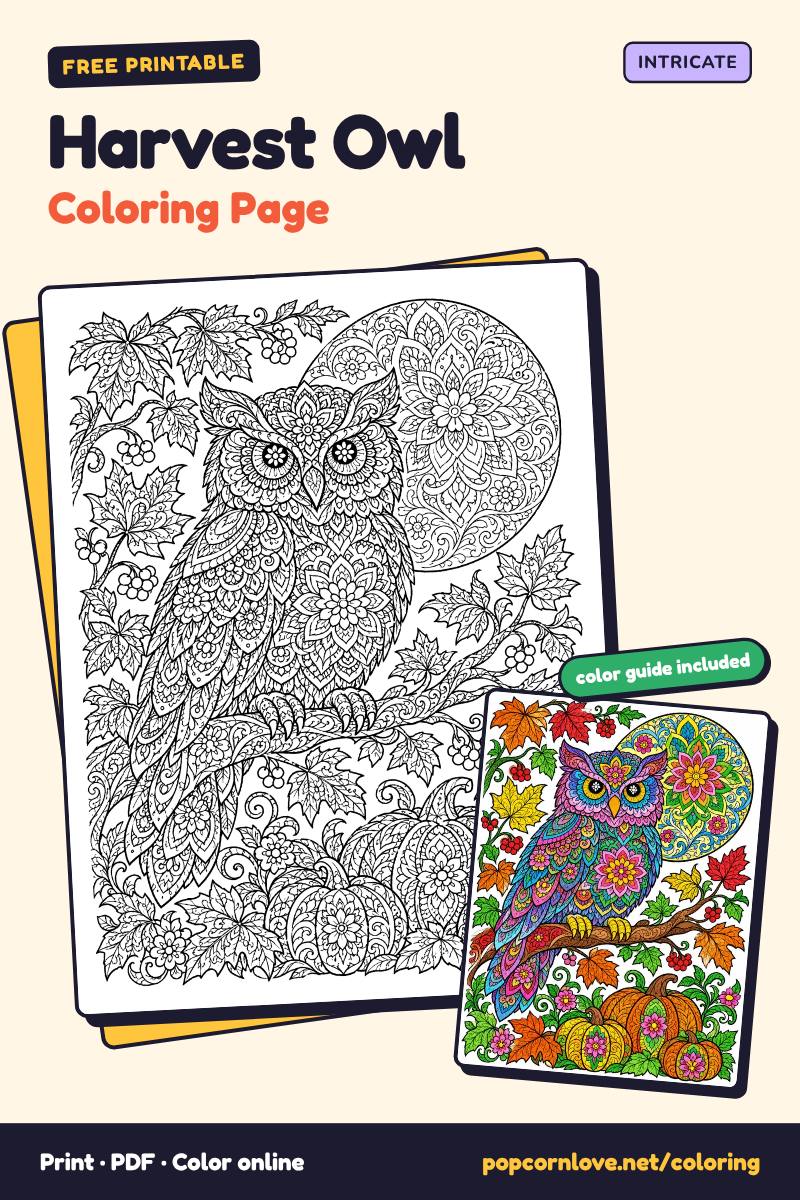 FREE PRINTABLE
INTRICATE
Harvest Owl
Coloring Page
color guide included
Print · PDF · Color online
popcornlove.net/coloring